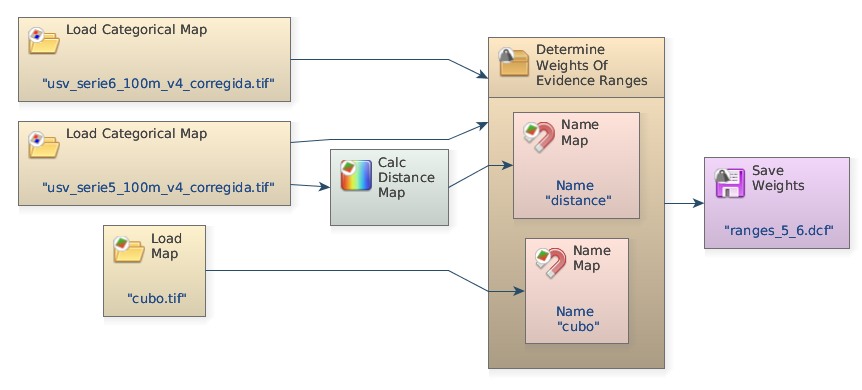 Load Categorical Map
"usv_serie6_100m_v4_corregida.tif"
Load Categorical Map
"usv_serie5_100m_v4_corregida.tif"
Load
Map
"cubo.tif"
Calc
Distance
Map
Determine
Weights Of
Evidence Ranges
Name
Map
Name
"distance"
Name
Map
Name
"cubo"
Save
Weights
"ranges_5_6.dcf"